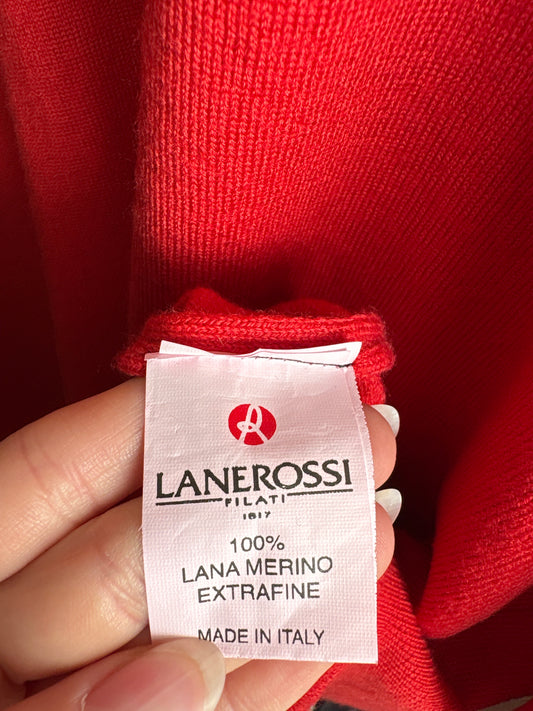 LANEROSSI
FILATI
1817
100%
LANA MERINO
EXTRAFINE
MADE IN ITALY